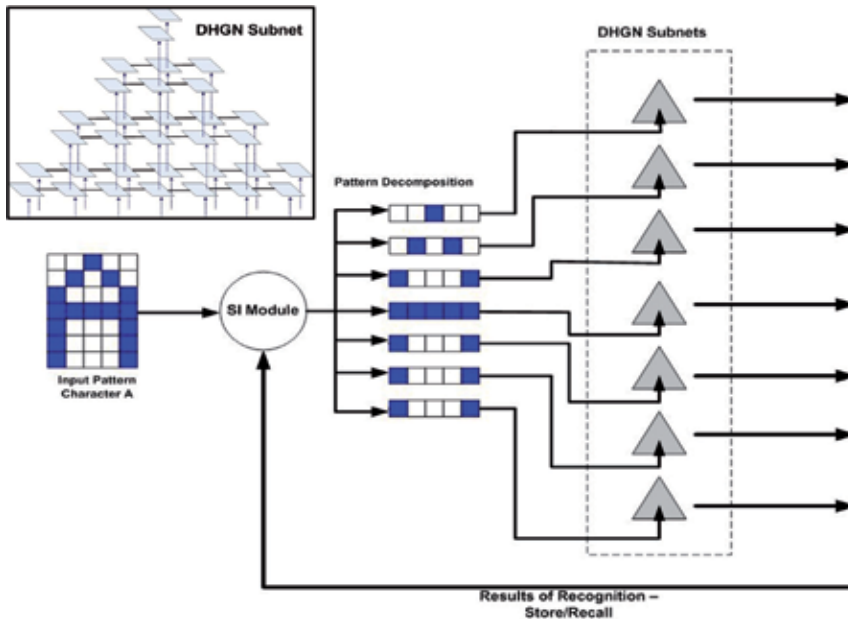 DHGN Subnet
DHGN Subnets
Pattern Decomposition
SI Module
Input Pattern
Character A
Results of Recognition –
Store/Recall